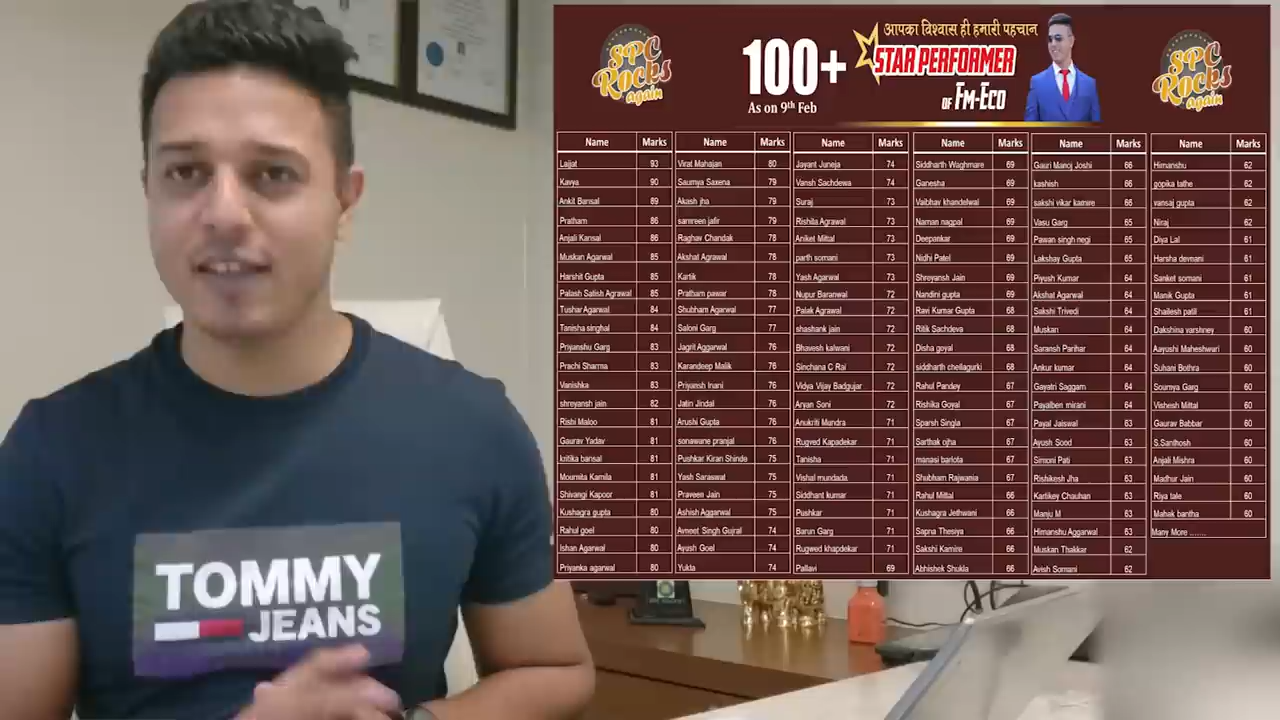 SPC
Rocks
again
100+
As on 9th Feb
आपका विश्वास ही हमारी पहचान
STAR PERFORMER
OF FM-ECO
SPC
Rocks
again
Name Marks Name Marks Name Marks Name Marks Name Marks Name Marks
Lajjat 93 Virat Mahajan 80 Jayant Juneja 74 Siddharth Waghmare 69 Gauri Manoj Joshi 66 Himanshu 62
Kavya 90 Saumya Saxena 79 Vansh Sachdewa 74 Ganesha 69 kashish 66 gopika tathe 62
Ankit Bansal 89 Akash jha 79 Suraj 73 Vaibhav khandelwal 69 sakshi vikar kamire 66 vansaj gupta 62
Pratham 86 samreen jafir 79 Rishila Agrawal 73 Naman nagpal 69 Vasu Garg 65 Niraj 62
Anjali Kansal 86 Raghav Chandak 78 Aniket Mittal 73 Deepankar 69 Pawan singh negi 65 Diya Lal 61
Muskan Agarwal 85 Akshat Agrawal 78 parth somani 73 Nidhi Patel 69 Lakshay Gupta 65 Harsha devnani 61
Harshit Gupta 85 Kartik 78 Yash Agarwal 73 Shreyansh Jain 69 Piyush Kumar 64 Sanket somani 61
Palash Satish Agrawal 85 Pratham pawar 78 Nupur Baranwal 72 Nandini gupta 69 Akshat Agarwal 64 Manik Gupta 61
Tushar Agarwal 84 Shubham Agarwal 77 Palak Agrawal 72 Ravi Kumar Gupta 68 Sakshi Trivedi 64 Shailesh patil 61
Tanisha singhal 84 Saloni Garg 77 shashank jain 72 Ritik Sachdeva 68 Muskan 64 Dakshina varshney 60
Priyanshu Garg 83 Jagrit Aggarwal 76 Bhavesh kalwani 72 Disha goyal 68 Saransh Parihar 64 Aayushi Maheshwari 60
Prachi Sharma 83 Karandeep Malik 76 Sinchana C Rai 72 siddharth chellagurki 68 Ankur kumar 64 Suhani Bothra 60
Vanishka 83 Priyansh Inani 76 Vidya Vijay Badgujar 72 Rahul Pandey 67 Gayatri Saggam 64 Soumya Garg 60
shreyansh jain 82 Jatin Jindal 76 Aryan Soni 72 Rishika Goyal 67 Payalben mirani 64 Vishesh Mittal 60
Rishi Maloo 81 Arushi Gupta 76 Anukriti Mundra 71 Sparsh Singla 67 Payal Jaiswal 63 Gaurav Babbar 60
Gaurav Yadav 81 sonawane pranjal 76 Rugved Kapadekar 71 Sarthak ojha 67 Ayush Sood 63 S.Santhosh 60
kritika bansal 81 Pushkar Kiran Shinde 75 Tanisha 71 manasi barlota 67 Simoni Pati 63 Anjali Mishra 60
Moumita Kamila 81 Yash Saraswat 75 Vishal mundada 71 Shubham Rajwania 67 Rishikesh Jha 63 Madhur Jain 60
Shivangi Kapoor 81 Praveen Jain 75 Siddhant kumar 71 Rahul Mittal 66 Kartikey Chauhan 63 Riya tale 60
Kushagra gupta 80 Ashish Aggarwal 75 Pushkar 71 Kushagra Jethwani 66 Manju M 63 Mahak bantha 60
Rahul goel 80 Avneet Singh Gujral 74 Barun Garg 71 Sapna Thesiya 66 Himanshu Aggarwal 63 Many More .......
Ishan Agarwal 80 Ayush Goel 74 Rugwed khapdekar 71 Sakshi Kamire 66 Muskan Thakkar 62
Priyanka agarwal 80 Yukta 74 Pallavi 69 Abhishek Shukla 66 Avish Somani 62
TOMMY
JEANS